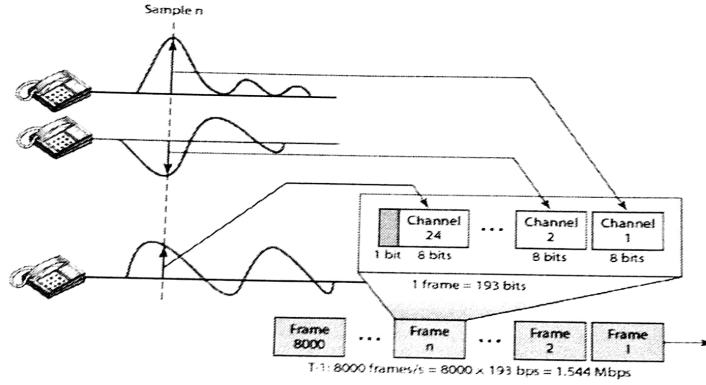 Sample n
Channel 24
...
Channel 2
Channel 1
1 bit
8 bits
8 bits
8 bits
1 frame = 193 bits
Frame 8000
...
Frame n
...
Frame 2
Frame 1
T-1: 8000 frames/s = 8000 × 193 bps = 1.544 Mbps